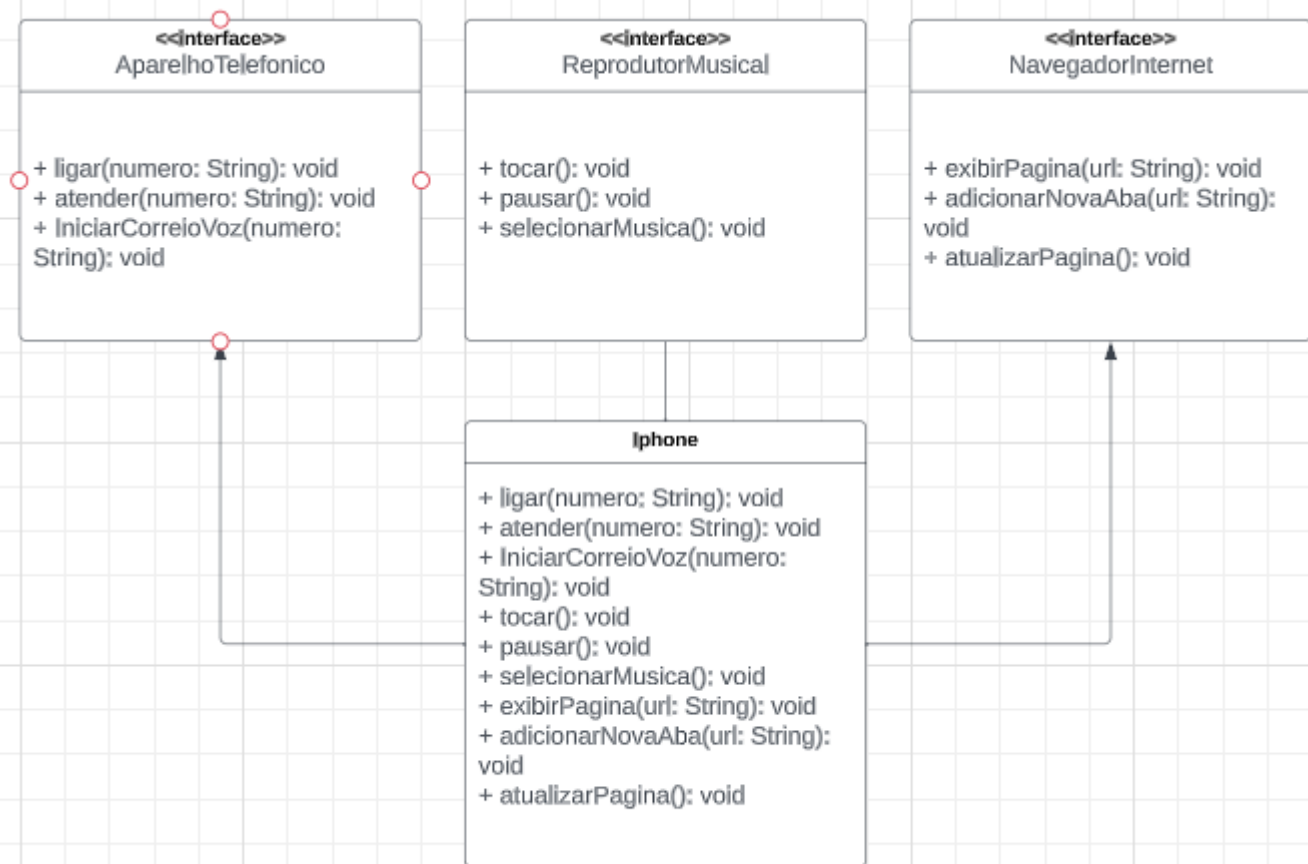 <<interface>>
AparelhoTelefonico
+ ligar(numero: String): void
+ atender(numero: String): void
+ IniciarCorreioVoz(numero:
String): void
<<interface>>
ReprodutorMusical
+ tocar(): void
+ pausar(): void
+ selecionarMusica(): void
<<interface>>
NavegadorInternet
+ exibirPagina(url: String): void
+ adicionarNovaAba(url: String):
void
+ atualizarPagina(): void
Iphone
+ ligar(numero: String): void
+ atender(numero: String): void
+ IniciarCorreioVoz(numero:
String): void
+ tocar(): void
+ pausar(): void
+ selecionarMusica(): void
+ exibirPagina(url: String): void
+ adicionarNovaAba(url: String):
void
+ atualizarPagina(): void